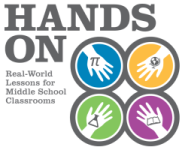 HANDS
ON
Real-World
Lessons for
Middle School
Classrooms
π